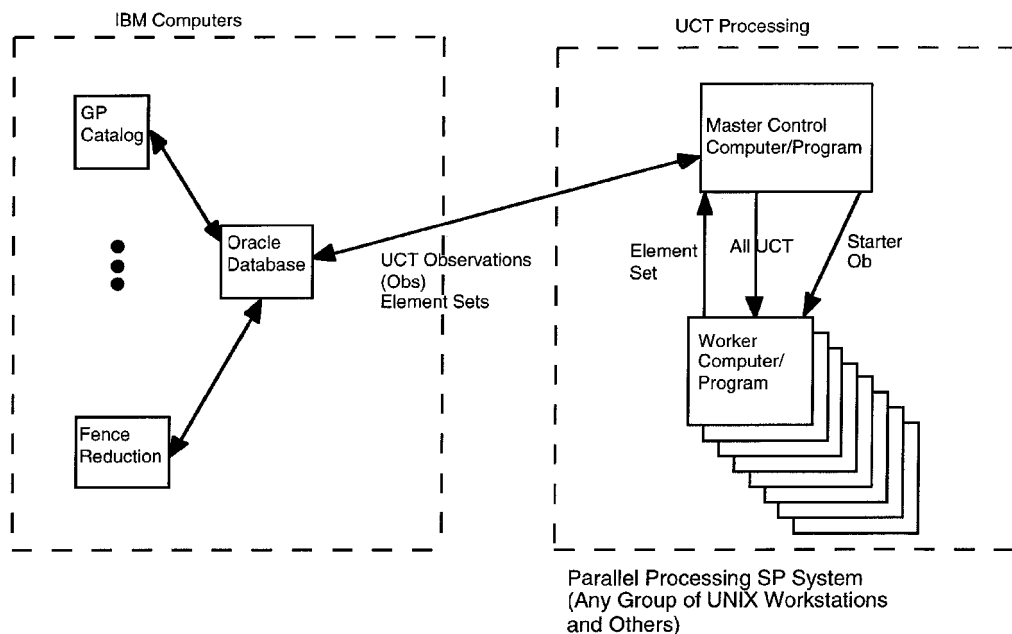 IBM Computers
UCT Processing
GP
Catalog
Master Control
Computer/Program
Oracle
Database
UCT Observations
(Obs)
Element Sets
Element
Set
All UCT
Starter
Ob
Worker
Computer/
Program
Fence
Reduction
Parallel Processing SP System
(Any Group of UNIX Workstations
and Others)